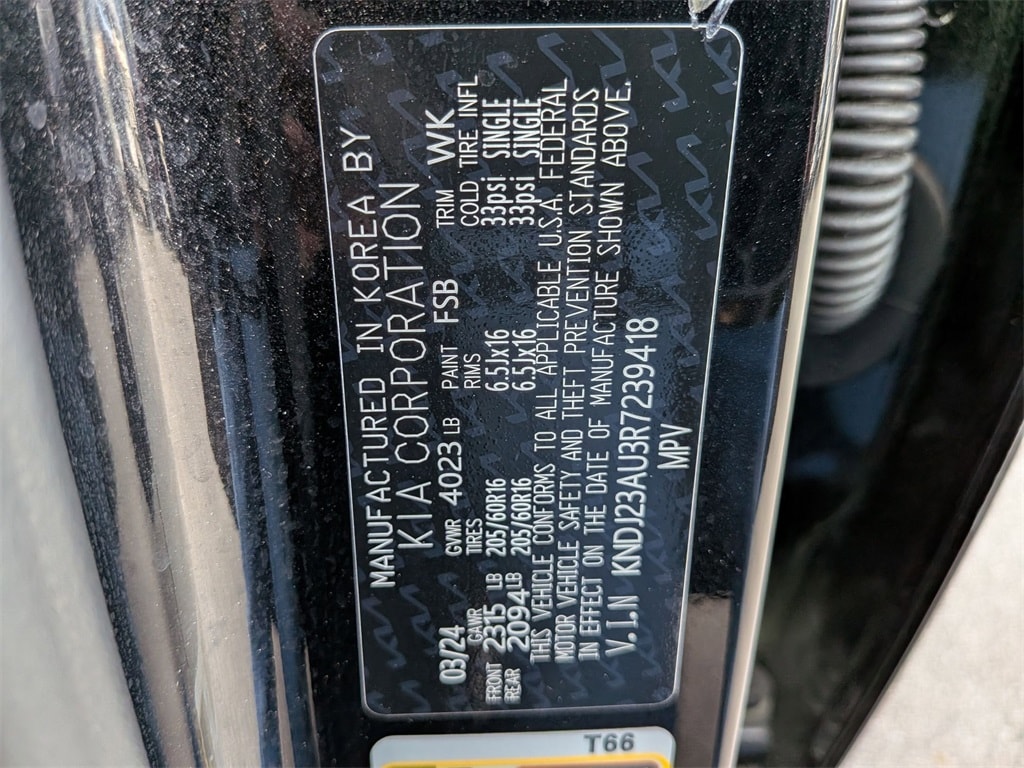 MANUFACTURED IN KOREA BY
KIA CORPORATION
03/24 GVWR 4023 LB PAINT FSB TRIM WK
GAWR TIRES RIMS COLD TIRE INFL
FRONT 2315 LB 205/60R16 6.5Jx16 33psi SINGLE
REAR 2094 LB 205/60R16 6.5Jx16 33psi SINGLE
THIS VEHICLE CONFORMS TO ALL APPLICABLE U.S.A. FEDERAL
MOTOR VEHICLE SAFETY AND THEFT PREVENTION STANDARDS
IN EFFECT ON THE DATE OF MANUFACTURE SHOWN ABOVE.
V.I.N KNDJ23AU3R7239418
MPV
T66